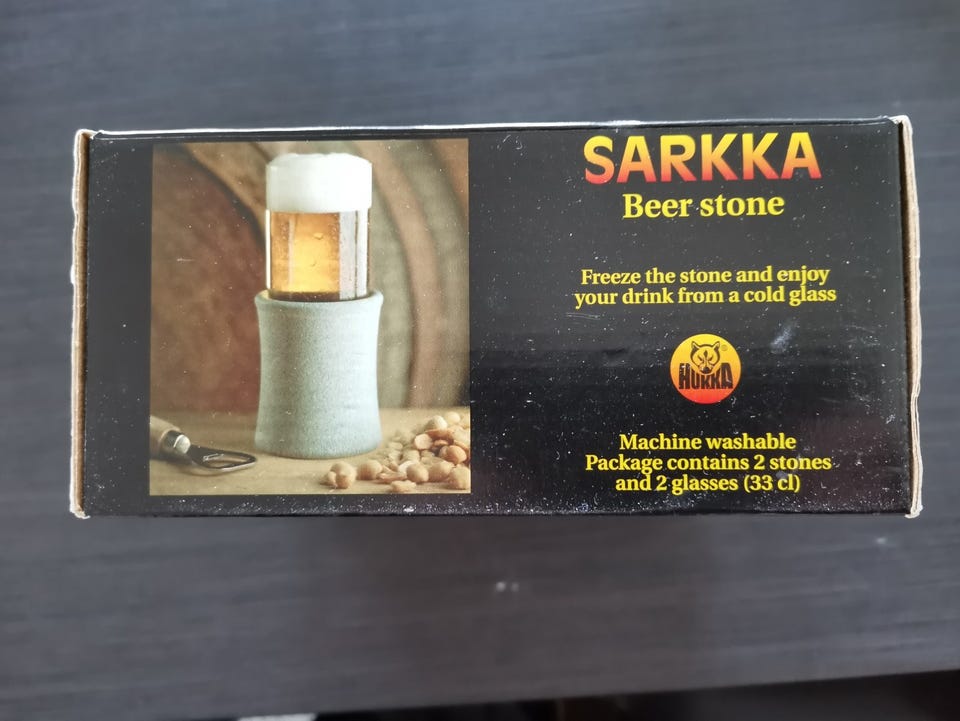 SARKKA
Beer stone
Freeze the stone and enjoy
your drink from a cold glass
HUKKA
Machine washable
Package contains 2 stones
and 2 glasses (33 cl)